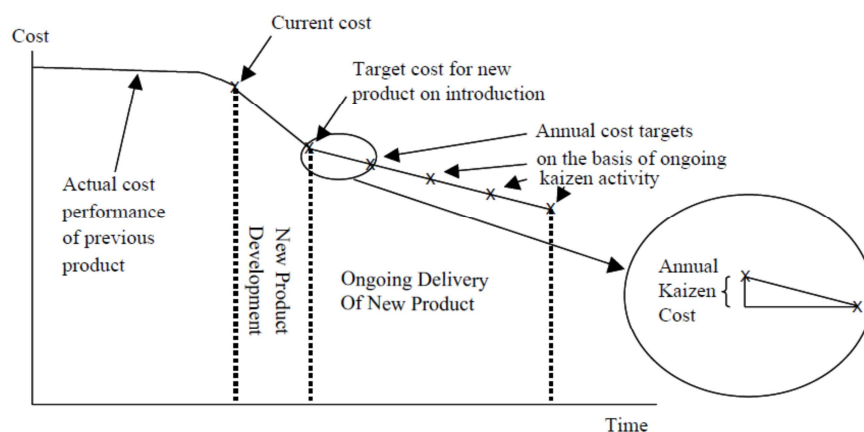 Cost
Current cost
Target cost for new
product on introduction
Annual cost targets
on the basis of ongoing
kaizen activity
Actual cost
performance
of previous
product
New Product
Development
Ongoing Delivery
Of New Product
Annual
Kaizen
Cost
Time